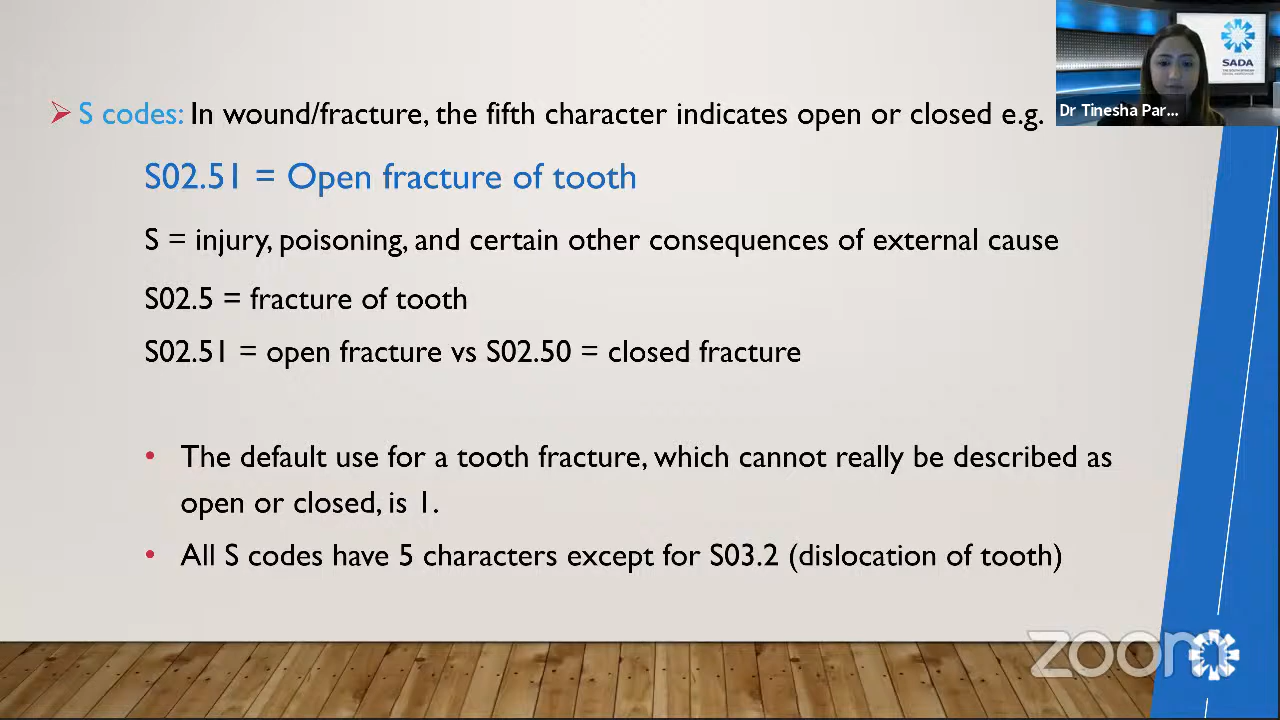 ➢ S codes: In wound/fracture, the fifth character indicates open or closed e.g.
S02.51 = Open fracture of tooth
S = injury, poisoning, and certain other consequences of external cause
S02.5 = fracture of tooth
S02.51 = open fracture vs S02.50 = closed fracture
• The default use for a tooth fracture, which cannot really be described as
open or closed, is 1.
• All S codes have 5 characters except for S03.2 (dislocation of tooth)
SADA
Dr Tinesha Par...
zoom